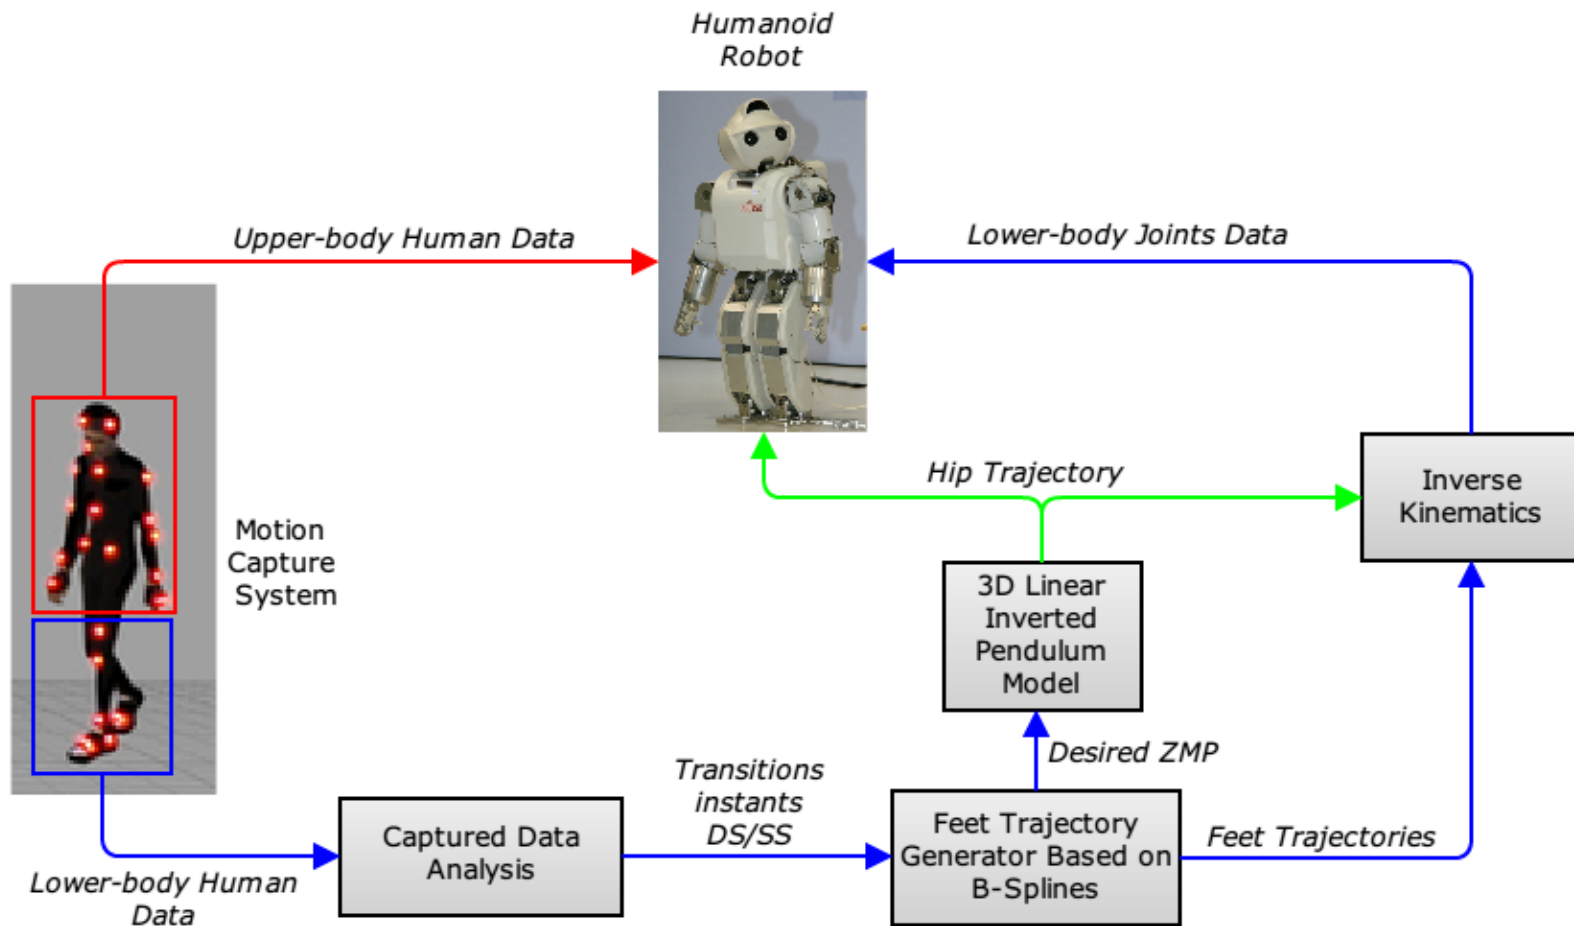 Humanoid
Robot
Upper-body Human Data
Lower-body Joints Data
Hip Trajectory
Inverse
Kinematics
Motion
Capture
System
3D Linear
Inverted
Pendulum
Model
Desired ZMP
Transitions
instants
DS/SS
Captured Data
Analysis
Feet Trajectory
Generator Based on
B-Splines
Feet Trajectories
Lower-body Human
Data